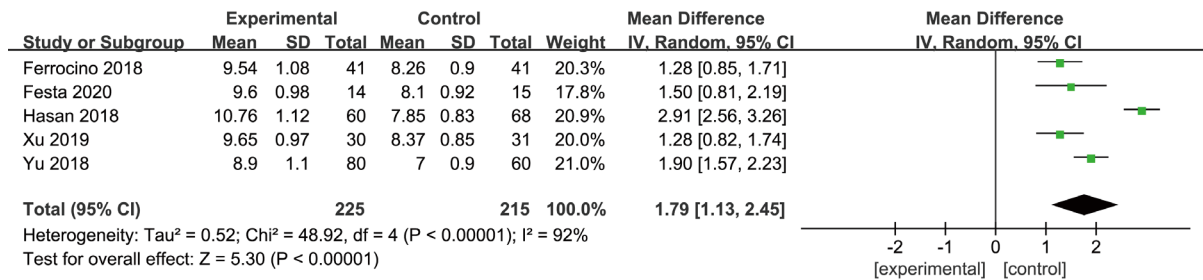 Experimental Control Mean Difference Mean Difference
Study or Subgroup Mean SD Total Mean SD Total Weight IV, Random, 95% CI IV, Random, 95% CI
Ferrocino 2018 9.54 1.08 41 8.26 0.9 41 20.3% 1.28 [0.85, 1.71]
Festa 2020 9.6 0.98 14 8.1 0.92 15 17.8% 1.50 [0.81, 2.19]
Hasan 2018 10.76 1.12 60 7.85 0.83 68 20.9% 2.91 [2.56, 3.26]
Xu 2019 9.65 0.97 30 8.37 0.85 31 20.0% 1.28 [0.82, 1.74]
Yu 2018 8.9 1.1 80 7 0.9 60 21.0% 1.90 [1.57, 2.23]
Total (95% CI) 225 215 100.0% 1.79 [1.13, 2.45]
Heterogeneity: Tau² = 0.52; Chi² = 48.92, df = 4 (P < 0.00001); I² = 92%
Test for overall effect: Z = 5.30 (P < 0.00001)
-2 -1 0 1 2
[experimental] [control]